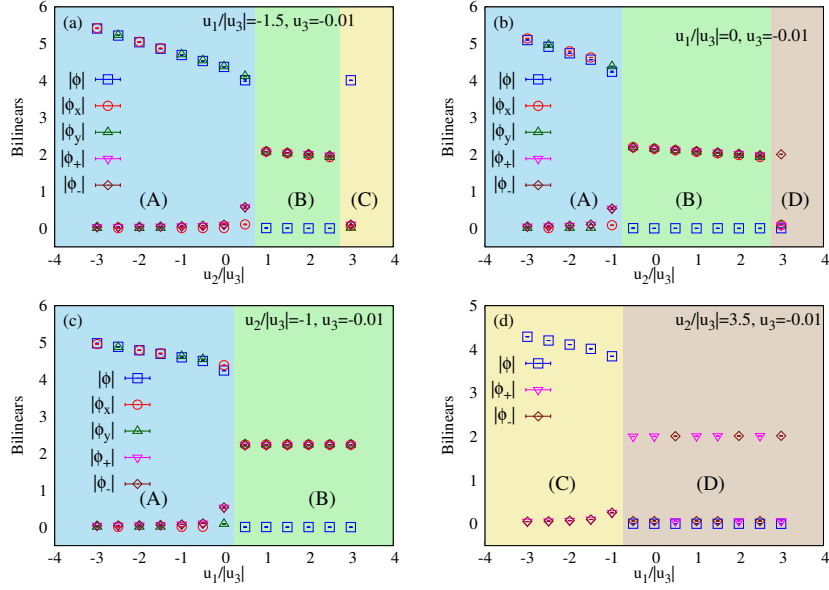 (a)
u₁/|u₃|=-1.5, u₃=-0.01
Bilinears
6
5
4
3
2
1
0
|ϕ|
|ϕₓ|
|ϕ_y|
|ϕ₊|
|ϕ₋|
(A)
(B)
(C)
-4 -3 -2 -1 0 1 2 3 4
u₂/|u₃|
(b)
u₁/|u₃|=0, u₃=-0.01
Bilinears
6
5
4
3
2
1
0
|ϕ|
|ϕₓ|
|ϕ_y|
|ϕ₊|
|ϕ₋|
(A)
(B)
(D)
-4 -3 -2 -1 0 1 2 3 4
u₂/|u₃|
(c)
u₂/|u₃|=-1, u₃=-0.01
Bilinears
6
5
4
3
2
1
0
|ϕ|
|ϕₓ|
|ϕ_y|
|ϕ₊|
|ϕ₋|
(A)
(B)
-4 -3 -2 -1 0 1 2 3 4
u₁/|u₃|
(d)
u₂/|u₃|=3.5, u₃=-0.01
Bilinears
5
4
3
2
1
0
|ϕ|
|ϕ₊|
|ϕ₋|
(C)
(D)
-4 -3 -2 -1 0 1 2 3 4
u₁/|u₃|